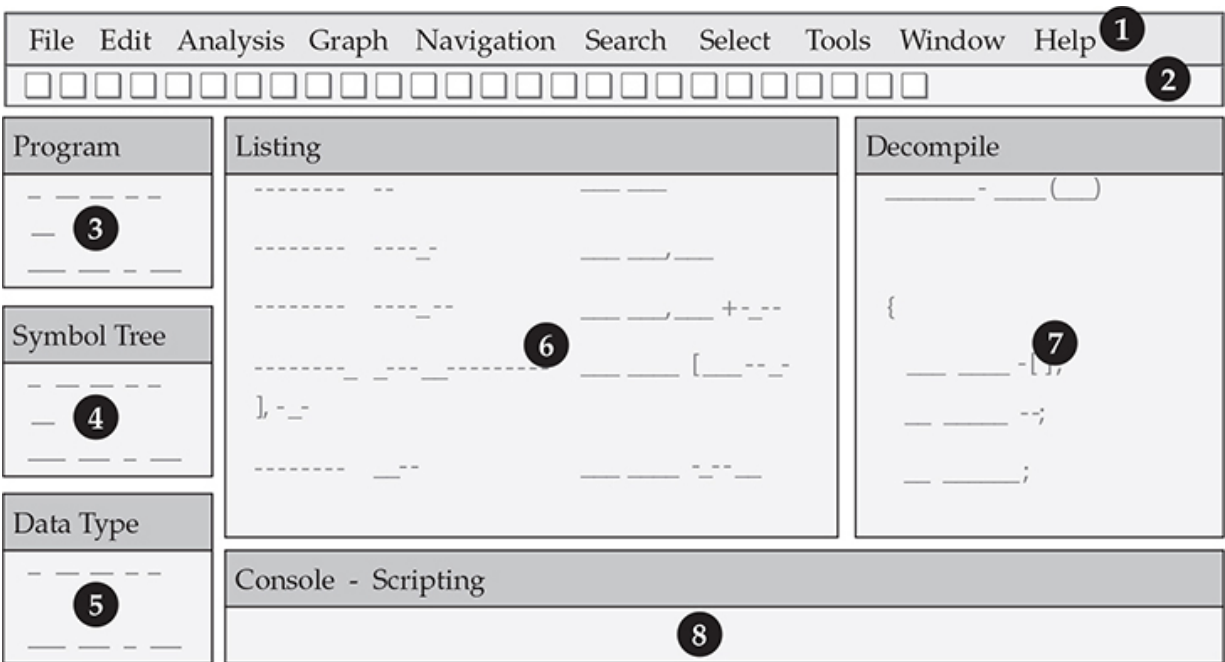 File Edit Analysis Graph Navigation Search Select Tools Window Help 1
2
Program
3
Symbol Tree
4
Data Type
5
Listing
6
Decompile
7
Console - Scripting
8